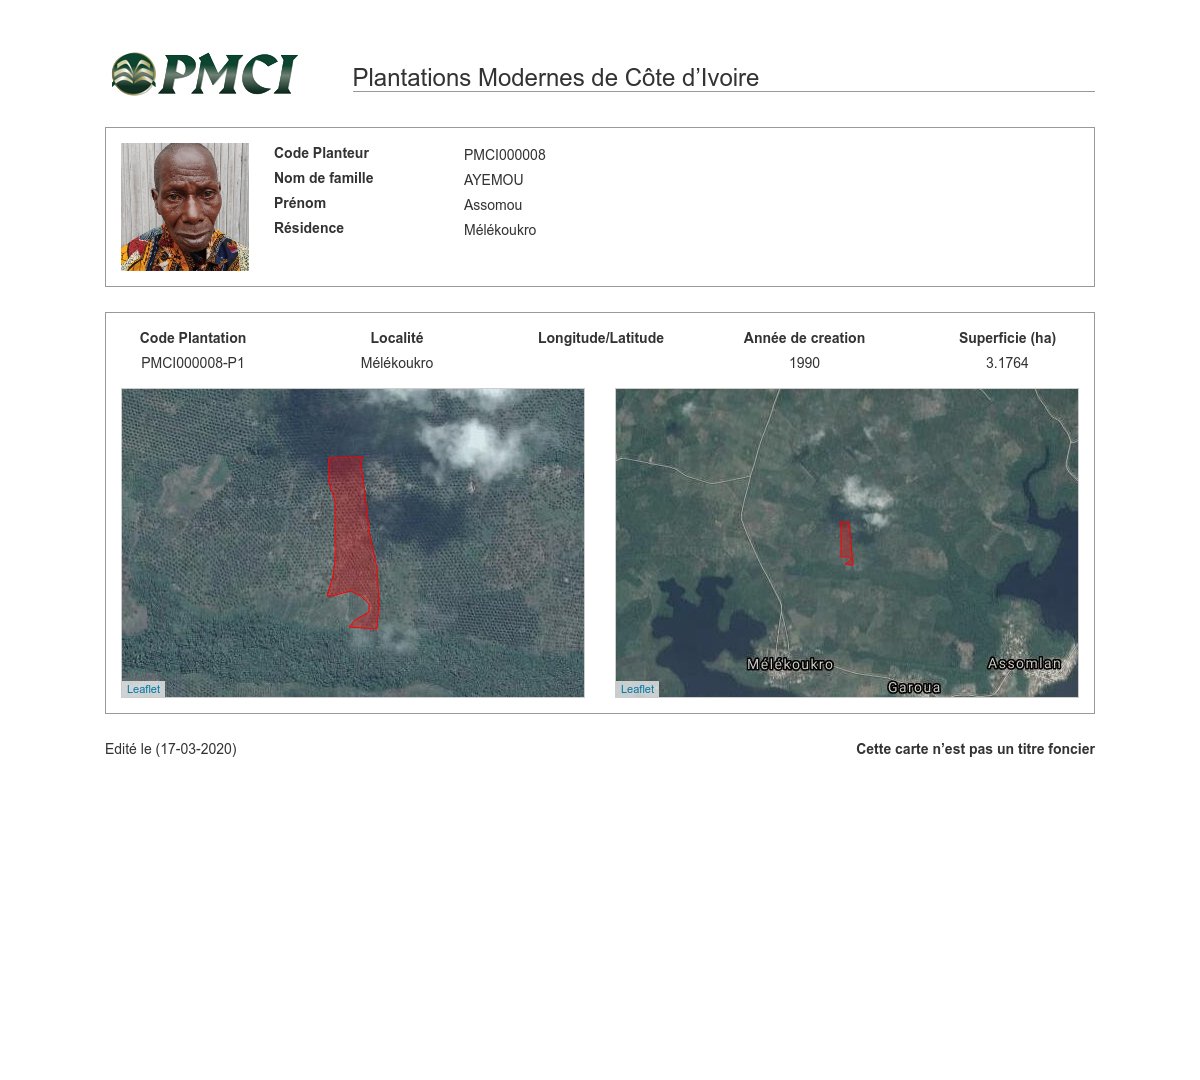 PMCI
Plantations Modernes de Côte d’Ivoire
Code Planteur PMCI000008
Nom de famille AYEMOU
Prénom Assomou
Résidence Mélékoukro
Code Plantation Localité Longitude/Latitude Année de creation Superficie (ha)
PMCI000008-P1 Mélékoukro 1990 3.1764
Mélékoukro
Assomlan
Garoua
Leaflet
Leaflet
Edité le (17-03-2020) Cette carte n’est pas un titre foncier